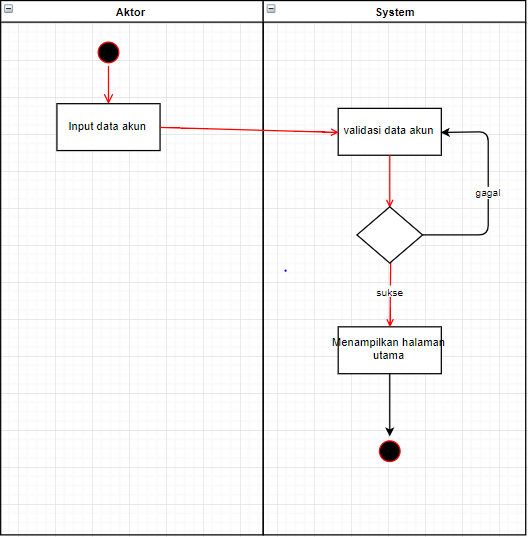 Aktor
System
Input data akun
validasi data akun
gagal
sukse
Menampilkan halaman
utama